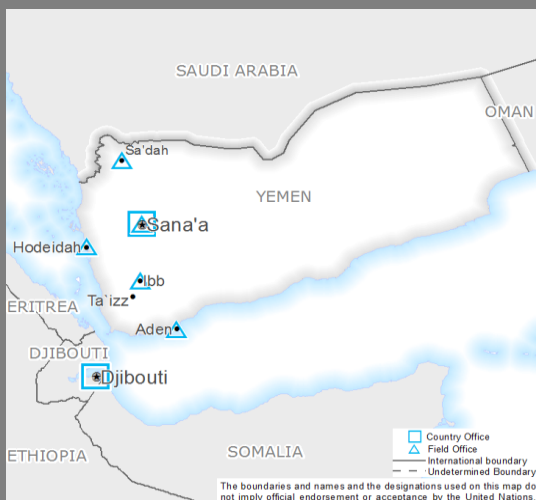 SAUDI ARABIA
OMAN
Sa'dah
YEMEN
Sana'a
Hodeidah
Ibb
Ta`izz
ERITREA
Aden
DJIBOUTI
Djibouti
ETHIOPIA
SOMALIA
Country Office
Field Office
International boundary
Undetermined Boundary
The boundaries and names and the designations used on this map do
not imply official endorsement or acceptance by the United Nations.